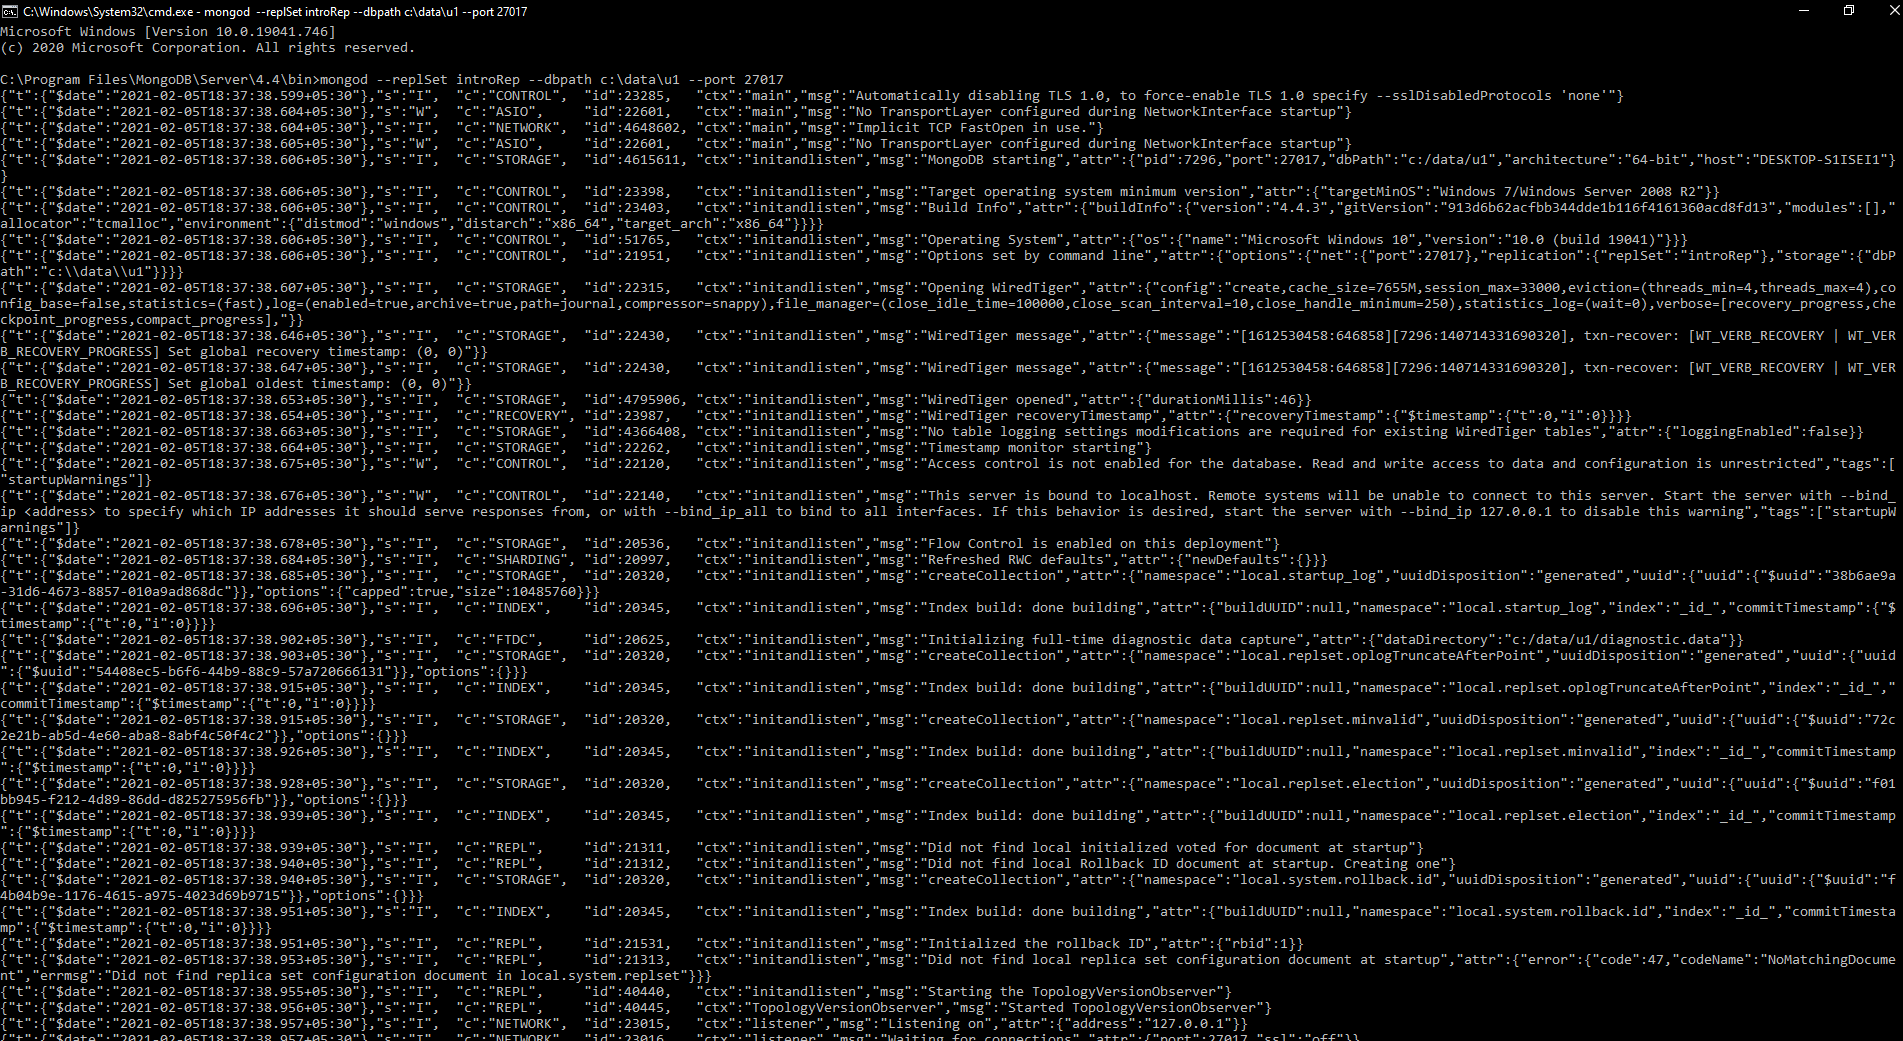 C:\Windows\System32\cmd.exe - mongod  --replSet introRep --dbpath c:\data\u1 --port 27017
Microsoft Windows [Version 10.0.19041.746]
(c) 2020 Microsoft Corporation. All rights reserved.
C:\Program Files\MongoDB\Server\4.4\bin>mongod --replSet introRep --dbpath c:\data\u1 --port 27017
{"t":{"$date":"2021-02-05T18:37:38.599+05:30"},"s":"I",  "c":"CONTROL",  "id":23285,   "ctx":"main","msg":"Automatically disabling TLS 1.0, to force-enable TLS 1.0 specify --sslDisabledProtocols 'none'"}
{"t":{"$date":"2021-02-05T18:37:38.604+05:30"},"s":"W",  "c":"ASIO",     "id":22601,   "ctx":"main","msg":"No TransportLayer configured during NetworkInterface startup"}
{"t":{"$date":"2021-02-05T18:37:38.604+05:30"},"s":"I",  "c":"NETWORK",  "id":4648602, "ctx":"main","msg":"Implicit TCP FastOpen in use."}
{"t":{"$date":"2021-02-05T18:37:38.605+05:30"},"s":"W",  "c":"ASIO",     "id":22601,   "ctx":"main","msg":"No TransportLayer configured during NetworkInterface startup"}
{"t":{"$date":"2021-02-05T18:37:38.606+05:30"},"s":"I",  "c":"STORAGE",  "id":4615611, "ctx":"initandlisten","msg":"MongoDB starting","attr":{"pid":7296,"port":27017,"dbPath":"c:/data/u1","architecture":"64-bit","host":"DESKTOP-S1ISEI1"}
}
{"t":{"$date":"2021-02-05T18:37:38.606+05:30"},"s":"I",  "c":"CONTROL",  "id":23398,   "ctx":"initandlisten","msg":"Target operating system minimum version","attr":{"targetMinOS":"Windows 7/Windows Server 2008 R2"}}
{"t":{"$date":"2021-02-05T18:37:38.606+05:30"},"s":"I",  "c":"CONTROL",  "id":23403,   "ctx":"initandlisten","msg":"Build Info","attr":{"buildInfo":{"version":"4.4.3","gitVersion":"913d6b62acfbb344dde1b116f4161360acd8fd13","modules":[],"
allocator":"tcmalloc","environment":{"distmod":"windows","distarch":"x86_64","target_arch":"x86_64"}}}}
{"t":{"$date":"2021-02-05T18:37:38.606+05:30"},"s":"I",  "c":"CONTROL",  "id":51765,   "ctx":"initandlisten","msg":"Operating System","attr":{"os":{"name":"Microsoft Windows 10","version":"10.0 (build 19041)"}}}
{"t":{"$date":"2021-02-05T18:37:38.606+05:30"},"s":"I",  "c":"CONTROL",  "id":21951,   "ctx":"initandlisten","msg":"Options set by command line","attr":{"options":{"net":{"port":27017},"replication":{"replSet":"introRep"},"storage":{"dbP
ath":"c:\\data\\u1"}}}}
{"t":{"$date":"2021-02-05T18:37:38.607+05:30"},"s":"I",  "c":"STORAGE",  "id":22315,   "ctx":"initandlisten","msg":"Opening WiredTiger","attr":{"config":"create,cache_size=7655M,session_max=33000,eviction=(threads_min=4,threads_max=4),co
nfig_base=false,statistics=(fast),log=(enabled=true,archive=true,path=journal,compressor=snappy),file_manager=(close_idle_time=100000,close_scan_interval=10,close_handle_minimum=250),statistics_log=(wait=0),verbose=[recovery_progress,che
ckpoint_progress,compact_progress],"}}
{"t":{"$date":"2021-02-05T18:37:38.646+05:30"},"s":"I",  "c":"STORAGE",  "id":22430,   "ctx":"initandlisten","msg":"WiredTiger message","attr":{"message":"[1612530458:646858][7296:140714331690320], txn-recover: [WT_VERB_RECOVERY | WT_VER
B_RECOVERY_PROGRESS] Set global recovery timestamp: (0, 0)"}}
{"t":{"$date":"2021-02-05T18:37:38.647+05:30"},"s":"I",  "c":"STORAGE",  "id":22430,   "ctx":"initandlisten","msg":"WiredTiger message","attr":{"message":"[1612530458:646858][7296:140714331690320], txn-recover: [WT_VERB_RECOVERY | WT_VER
B_RECOVERY_PROGRESS] Set global oldest timestamp: (0, 0)"}}
{"t":{"$date":"2021-02-05T18:37:38.653+05:30"},"s":"I",  "c":"STORAGE",  "id":4795906, "ctx":"initandlisten","msg":"WiredTiger opened","attr":{"durationMillis":46}}
{"t":{"$date":"2021-02-05T18:37:38.654+05:30"},"s":"I",  "c":"RECOVERY", "id":23987,   "ctx":"initandlisten","msg":"WiredTiger recoveryTimestamp","attr":{"recoveryTimestamp":{"$timestamp":{"t":0,"i":0}}}}
{"t":{"$date":"2021-02-05T18:37:38.663+05:30"},"s":"I",  "c":"STORAGE",  "id":4366408, "ctx":"initandlisten","msg":"No table logging settings modifications are required for existing WiredTiger tables","attr":{"loggingEnabled":false}}
{"t":{"$date":"2021-02-05T18:37:38.664+05:30"},"s":"I",  "c":"STORAGE",  "id":22262,   "ctx":"initandlisten","msg":"Timestamp monitor starting"}
{"t":{"$date":"2021-02-05T18:37:38.675+05:30"},"s":"W",  "c":"CONTROL",  "id":22120,   "ctx":"initandlisten","msg":"Access control is not enabled for the database. Read and write access to data and configuration is unrestricted","tags":[
"startupWarnings"]}
{"t":{"$date":"2021-02-05T18:37:38.676+05:30"},"s":"W",  "c":"CONTROL",  "id":22140,   "ctx":"initandlisten","msg":"This server is bound to localhost. Remote systems will be unable to connect to this server. Start the server with --bind_
ip <address> to specify which IP addresses it should serve responses from, or with --bind_ip_all to bind to all interfaces. If this behavior is desired, start the server with --bind_ip 127.0.0.1 to disable this warning","tags":["startupW
arnings"]}
{"t":{"$date":"2021-02-05T18:37:38.678+05:30"},"s":"I",  "c":"STORAGE",  "id":20536,   "ctx":"initandlisten","msg":"Flow Control is enabled on this deployment"}
{"t":{"$date":"2021-02-05T18:37:38.684+05:30"},"s":"I",  "c":"SHARDING", "id":20997,   "ctx":"initandlisten","msg":"Refreshed RWC defaults","attr":{"newDefaults":{}}}
{"t":{"$date":"2021-02-05T18:37:38.685+05:30"},"s":"I",  "c":"STORAGE",  "id":20320,   "ctx":"initandlisten","msg":"createCollection","attr":{"namespace":"local.startup_log","uuidDisposition":"generated","uuid":{"uuid":{"$uuid":"38b6ae9a
-31d6-4673-8857-010a9ad868dc"}},"options":{"capped":true,"size":10485760}}}
{"t":{"$date":"2021-02-05T18:37:38.696+05:30"},"s":"I",  "c":"INDEX",    "id":20345,   "ctx":"initandlisten","msg":"Index build: done building","attr":{"buildUUID":null,"namespace":"local.startup_log","index":"_id_","commitTimestamp":{"$
timestamp":{"t":0,"i":0}}}}
{"t":{"$date":"2021-02-05T18:37:38.902+05:30"},"s":"I",  "c":"FTDC",     "id":20625,   "ctx":"initandlisten","msg":"Initializing full-time diagnostic data capture","attr":{"dataDirectory":"c:/data/u1/diagnostic.data"}}
{"t":{"$date":"2021-02-05T18:37:38.903+05:30"},"s":"I",  "c":"STORAGE",  "id":20320,   "ctx":"initandlisten","msg":"createCollection","attr":{"namespace":"local.replset.oplogTruncateAfterPoint","uuidDisposition":"generated","uuid":{"uuid
":{"$uuid":"54408ec5-b6f6-44b9-88c9-57a720666131"}},"options":{}}}
{"t":{"$date":"2021-02-05T18:37:38.915+05:30"},"s":"I",  "c":"INDEX",    "id":20345,   "ctx":"initandlisten","msg":"Index build: done building","attr":{"buildUUID":null,"namespace":"local.replset.oplogTruncateAfterPoint","index":"_id_","
commitTimestamp":{"$timestamp":{"t":0,"i":0}}}}
{"t":{"$date":"2021-02-05T18:37:38.915+05:30"},"s":"I",  "c":"STORAGE",  "id":20320,   "ctx":"initandlisten","msg":"createCollection","attr":{"namespace":"local.replset.minvalid","uuidDisposition":"generated","uuid":{"uuid":{"$uuid":"72c
2e21b-ab5d-4e60-aba8-8abf4c50f4c2"}},"options":{}}}
{"t":{"$date":"2021-02-05T18:37:38.926+05:30"},"s":"I",  "c":"INDEX",    "id":20345,   "ctx":"initandlisten","msg":"Index build: done building","attr":{"buildUUID":null,"namespace":"local.replset.minvalid","index":"_id_","commitTimestamp
":{"$timestamp":{"t":0,"i":0}}}}
{"t":{"$date":"2021-02-05T18:37:38.928+05:30"},"s":"I",  "c":"STORAGE",  "id":20320,   "ctx":"initandlisten","msg":"createCollection","attr":{"namespace":"local.replset.election","uuidDisposition":"generated","uuid":{"uuid":{"$uuid":"f01
bb945-f212-4d89-86dd-d825275956fb"}},"options":{}}}
{"t":{"$date":"2021-02-05T18:37:38.939+05:30"},"s":"I",  "c":"INDEX",    "id":20345,   "ctx":"initandlisten","msg":"Index build: done building","attr":{"buildUUID":null,"namespace":"local.replset.election","index":"_id_","commitTimestamp
":{"$timestamp":{"t":0,"i":0}}}}
{"t":{"$date":"2021-02-05T18:37:38.939+05:30"},"s":"I",  "c":"REPL",     "id":21311,   "ctx":"initandlisten","msg":"Did not find local initialized voted for document at startup"}
{"t":{"$date":"2021-02-05T18:37:38.940+05:30"},"s":"I",  "c":"REPL",     "id":21312,   "ctx":"initandlisten","msg":"Did not find local Rollback ID document at startup. Creating one"}
{"t":{"$date":"2021-02-05T18:37:38.940+05:30"},"s":"I",  "c":"STORAGE",  "id":20320,   "ctx":"initandlisten","msg":"createCollection","attr":{"namespace":"local.system.rollback.id","uuidDisposition":"generated","uuid":{"uuid":{"$uuid":"f
4b04b9e-1176-4615-a975-4023d69b9715"}},"options":{}}}
{"t":{"$date":"2021-02-05T18:37:38.951+05:30"},"s":"I",  "c":"INDEX",    "id":20345,   "ctx":"initandlisten","msg":"Index build: done building","attr":{"buildUUID":null,"namespace":"local.system.rollback.id","index":"_id_","commitTimesta
mp":{"$timestamp":{"t":0,"i":0}}}}
{"t":{"$date":"2021-02-05T18:37:38.951+05:30"},"s":"I",  "c":"REPL",     "id":21531,   "ctx":"initandlisten","msg":"Initialized the rollback ID","attr":{"rbid":1}}
{"t":{"$date":"2021-02-05T18:37:38.953+05:30"},"s":"I",  "c":"REPL",     "id":21313,   "ctx":"initandlisten","msg":"Did not find local replica set configuration document at startup","attr":{"error":{"code":47,"codeName":"NoMatchingDocume
nt","errmsg":"Did not find replica set configuration document in local.system.replset"}}}
{"t":{"$date":"2021-02-05T18:37:38.955+05:30"},"s":"I",  "c":"REPL",     "id":40440,   "ctx":"initandlisten","msg":"Starting the TopologyVersionObserver"}
{"t":{"$date":"2021-02-05T18:37:38.956+05:30"},"s":"I",  "c":"REPL",     "id":40445,   "ctx":"TopologyVersionObserver","msg":"Started TopologyVersionObserver"}
{"t":{"$date":"2021-02-05T18:37:38.957+05:30"},"s":"I",  "c":"NETWORK",  "id":23015,   "ctx":"listener","msg":"Listening on","attr":{"address":"127.0.0.1"}}
{"t":{"$date":"2021-02-05T18:37:38.957+05:30"},"s":"I",  "c":"NETWORK",  "id":23016,   "ctx":"listener","msg":"Waiting for connections","attr":{"port":27017,"ssl":"off"}}